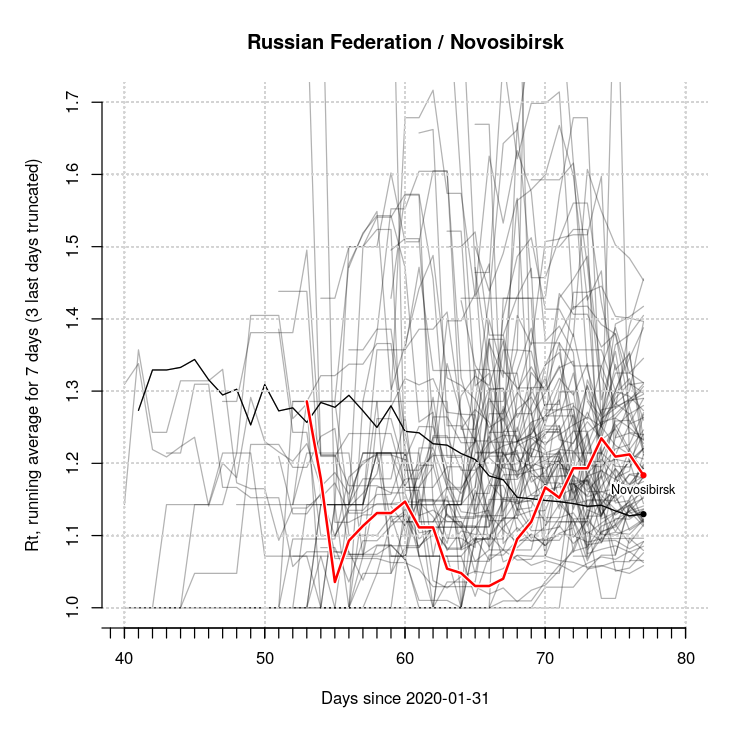 Russian Federation / Novosibirsk
Rt, running average for 7 days (3 last days truncated)
1.7
1.6
1.5
1.4
1.3
1.2
1.1
1.0
Novosibirsk
40 50 60 70 80
Days since 2020-01-31